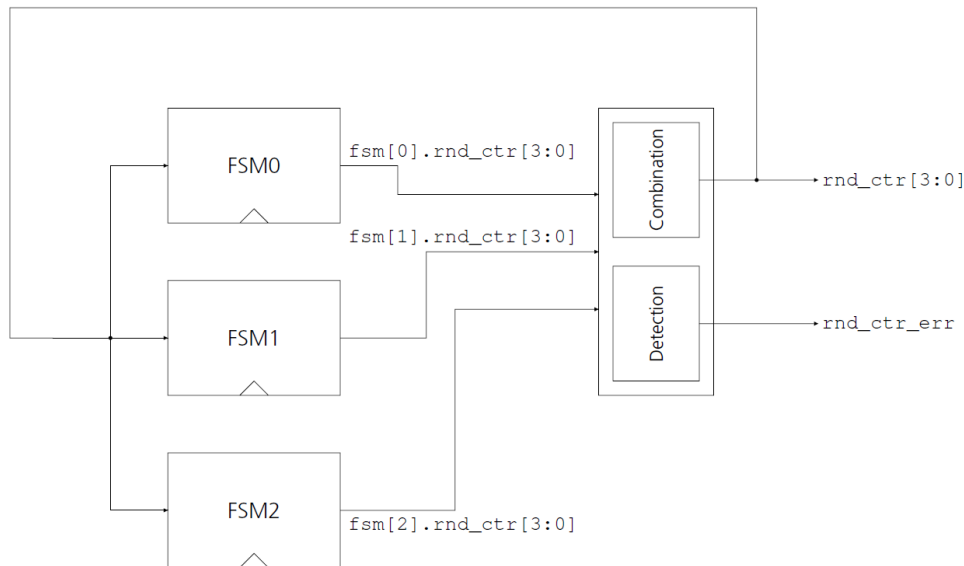 FSM0
fsm[0].rnd_ctr[3:0]
Combination
rnd_ctr[3:0]
fsm[1].rnd_ctr[3:0]
FSM1
Detection
rnd_ctr_err
FSM2
fsm[2].rnd_ctr[3:0]